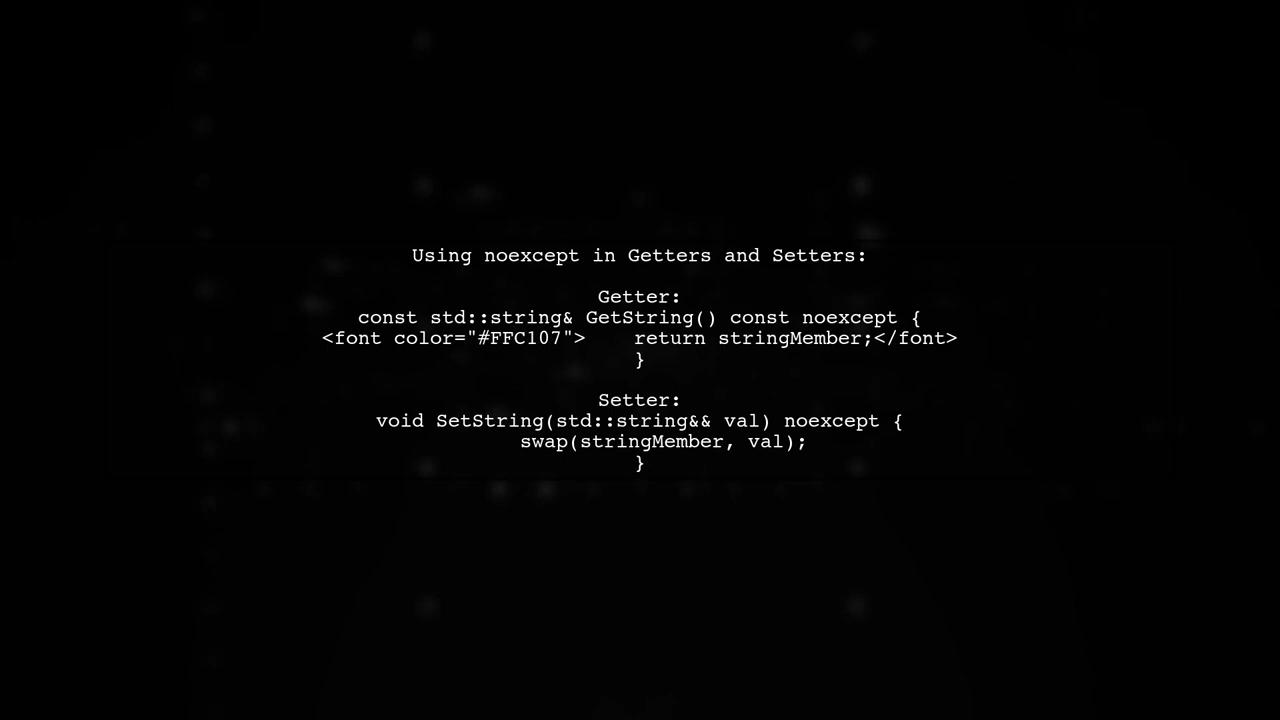 Using noexcept in Getters and Setters:
Getter:
const std::string& GetString() const noexcept {
<font color="#FFC107">    return stringMember;</font>
}
Setter:
void SetString(std::string&& val) noexcept {
    swap(stringMember, val);
}